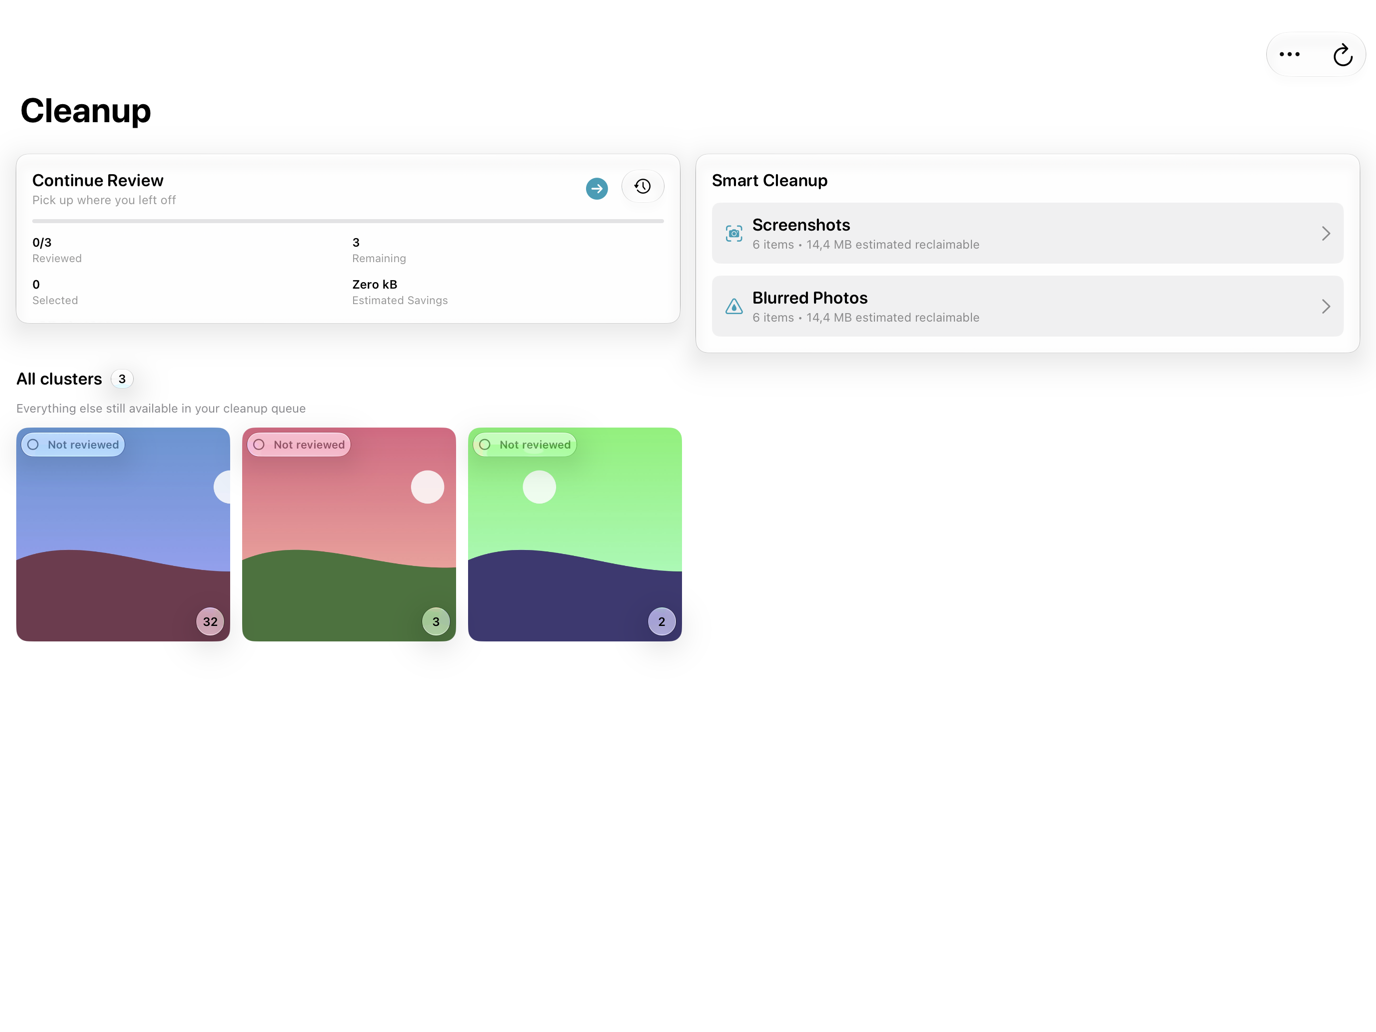 Cleanup
Continue Review
Pick up where you left off
0/3
Reviewed
3
Remaining
0
Selected
Zero kB
Estimated Savings
Smart Cleanup
Screenshots
6 items • 14,4 MB estimated reclaimable
Blurred Photos
6 items • 14,4 MB estimated reclaimable
All clusters 3
Everything else still available in your cleanup queue
Not reviewed
32
Not reviewed
3
Not reviewed
2